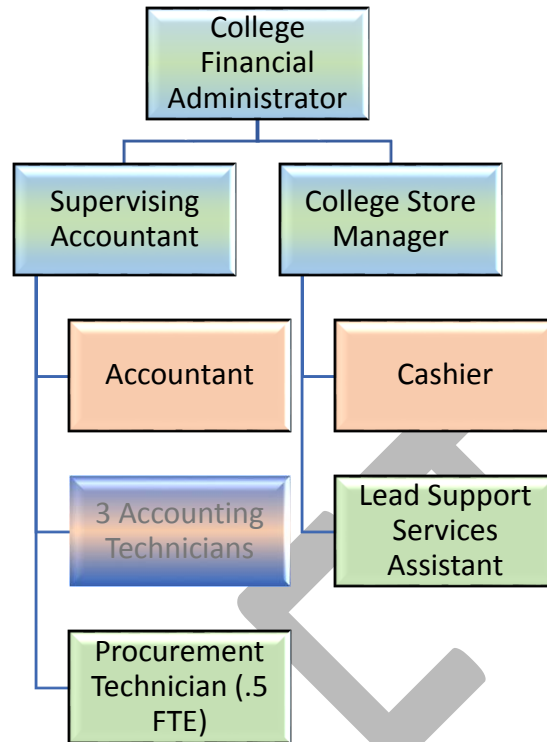 College
Financial
Administrator
Supervising
Accountant
College Store
Manager
Accountant
Cashier
3 Accounting
Technicians
Lead Support
Services
Assistant
Procurement
Technician (.5
FTE)